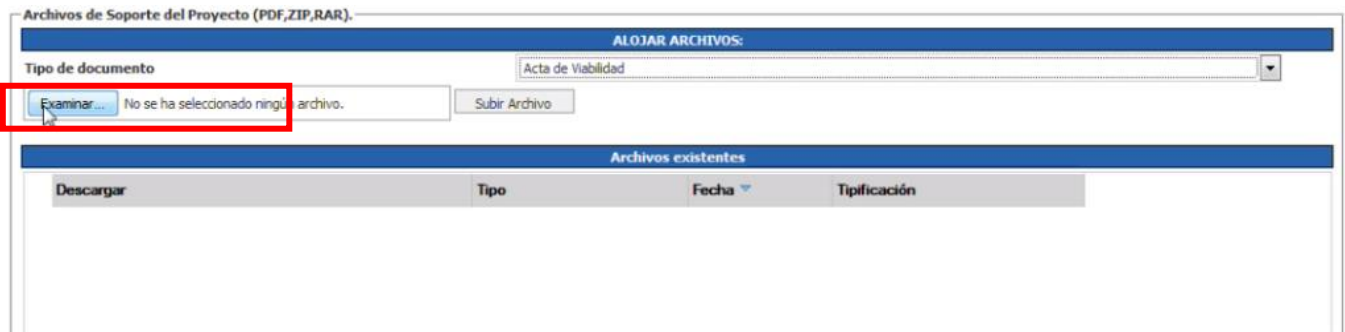 Archivos de Soporte del Proyecto (PDF,ZIP,RAR).
ALOJAR ARCHIVOS:
Tipo de documento Acta de Viabilidad
Examinar... No se ha seleccionado ningún archivo. Subir Archivo
Archivos existentes
Descargar Tipo Fecha Tipificación